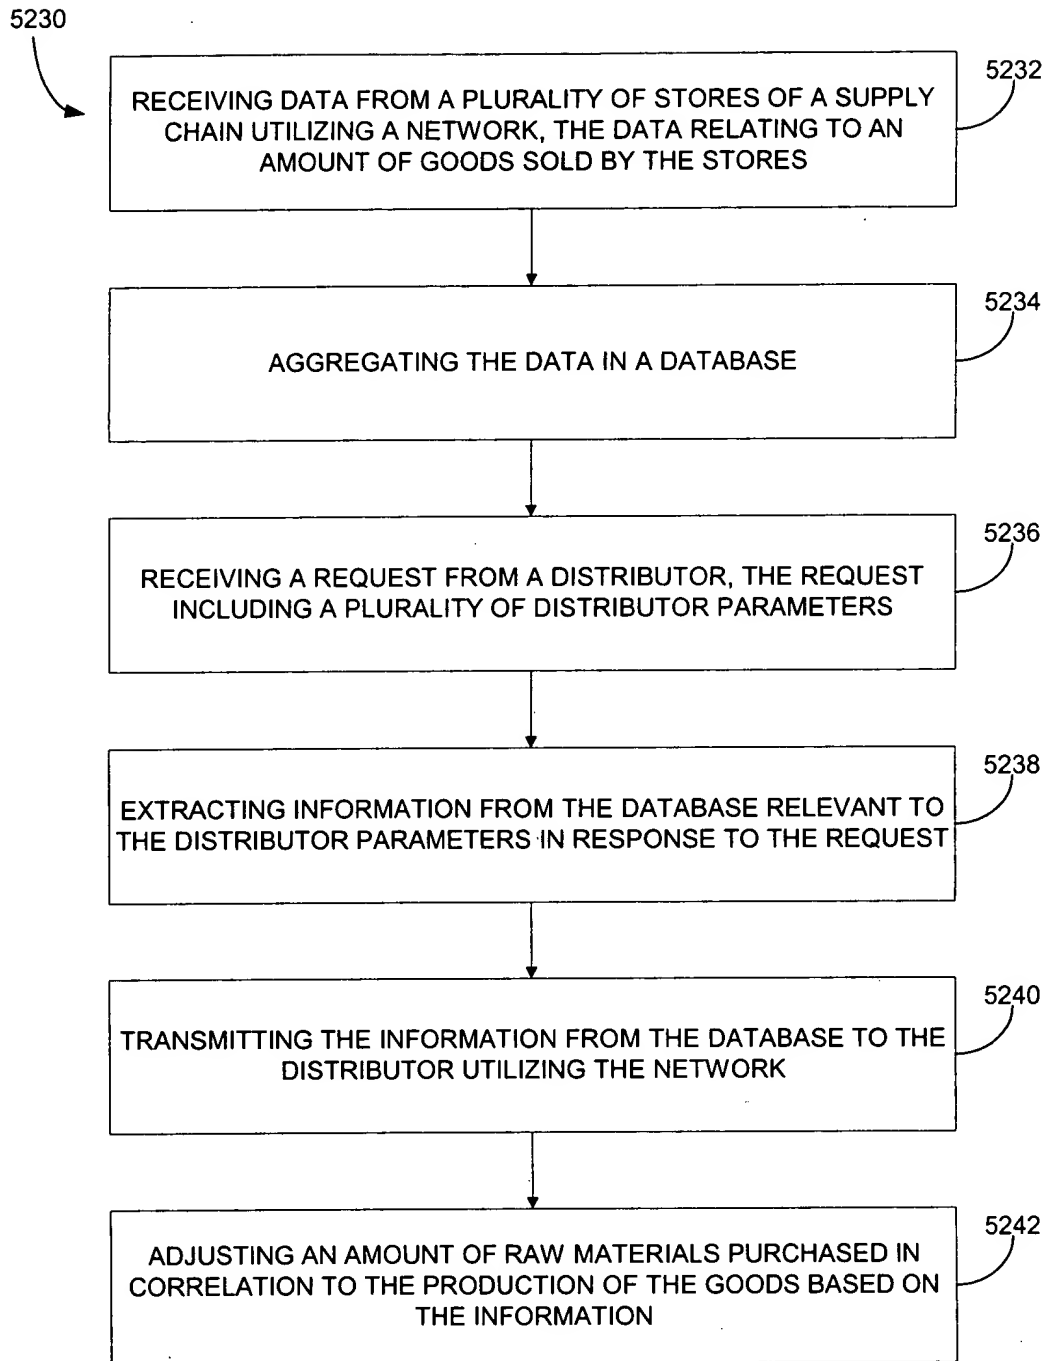 5230
5232
RECEIVING DATA FROM A PLURALITY OF STORES OF A SUPPLY
CHAIN UTILIZING A NETWORK, THE DATA RELATING TO AN
AMOUNT OF GOODS SOLD BY THE STORES
5234
AGGREGATING THE DATA IN A DATABASE
5236
RECEIVING A REQUEST FROM A DISTRIBUTOR, THE REQUEST
INCLUDING A PLURALITY OF DISTRIBUTOR PARAMETERS
5238
EXTRACTING INFORMATION FROM THE DATABASE RELEVANT TO
THE DISTRIBUTOR PARAMETERS IN RESPONSE TO THE REQUEST
5240
TRANSMITTING THE INFORMATION FROM THE DATABASE TO THE
DISTRIBUTOR UTILIZING THE NETWORK
5242
ADJUSTING AN AMOUNT OF RAW MATERIALS PURCHASED IN
CORRELATION TO THE PRODUCTION OF THE GOODS BASED ON
THE INFORMATION